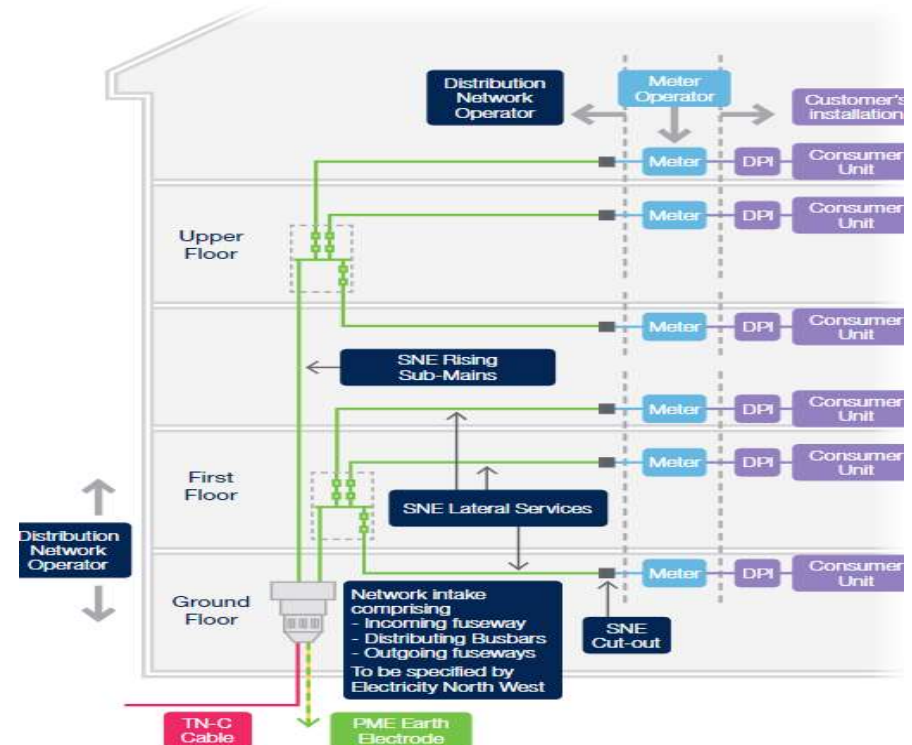 Distribution
Network
Operator
Meter
Operator
Customer's
installation
Meter
DPI
Consumer
Unit
Upper
Floor
Meter
DPI
Consumer
Unit
Meter
DPI
Consumer
Unit
SNE Rising
Sub-Mains
Meter
DPI
Consumer
Unit
First
Floor
Meter
DPI
Consumer
Unit
SNE Lateral Services
Distribution
Network
Operator
Meter
DPI
Consumer
Unit
Ground
Floor
Network intake
comprising
- Incoming fuseway
- Distributing Busbars
- Outgoing fuseways
To be specified by
Electricity North West
SNE
Cut-out
TN-C
Cable
PME Earth
Electrode